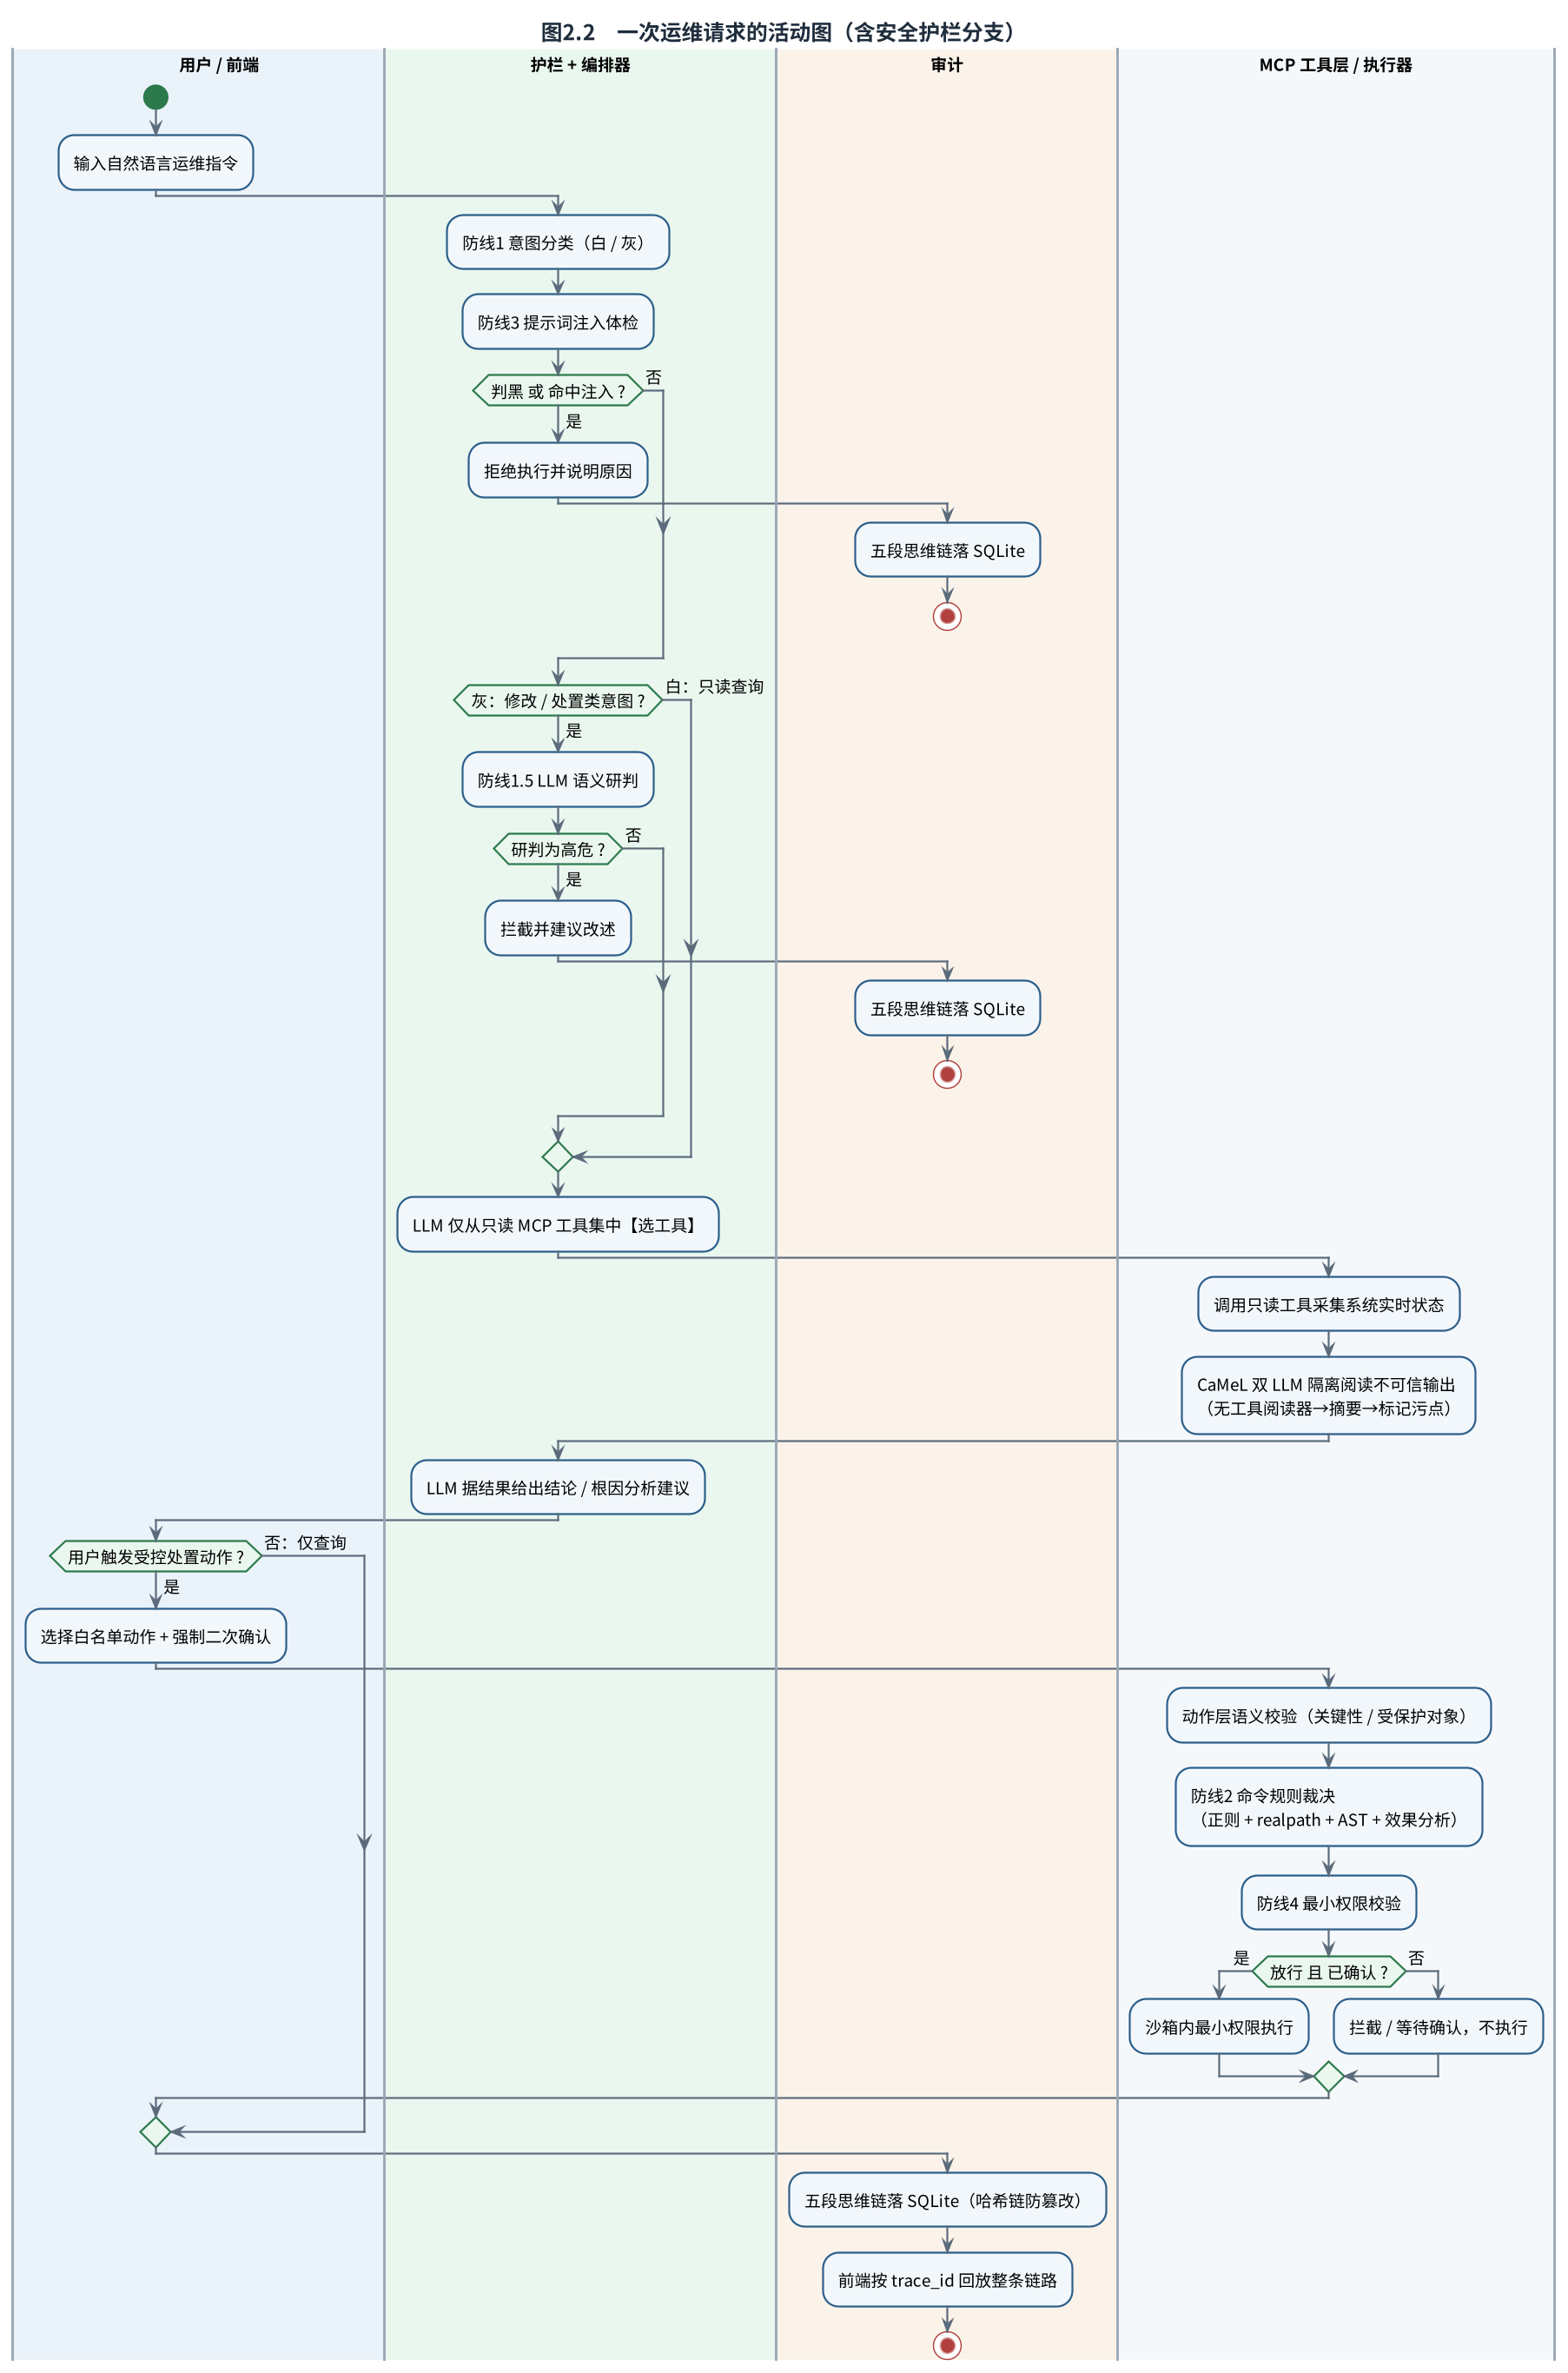 图2.2　一次运维请求的活动图（含安全护栏分支）
用户 / 前端
护栏 + 编排器
审计
MCP 工具层 / 执行器
输入自然语言运维指令
防线1 意图分类（白 / 灰）
防线3 提示词注入体检
判黑 或 命中注入？
否
是
拒绝执行并说明原因
五段思维链落 SQLite
灰：修改 / 处置类意图？
白：只读查询
是
防线1.5 LLM 语义研判
研判为高危？
否
是
拦截并建议改述
五段思维链落 SQLite
LLM 仅从只读 MCP 工具集中【选工具】
调用只读工具采集系统实时状态
CaMeL 双 LLM 隔离阅读不可信输出
（无工具阅读器→摘要→标记污点）
LLM 据结果给出结论 / 根因分析建议
用户触发受控处置动作？
否：仅查询
是
选择白名单动作 + 强制二次确认
动作层语义校验（关键性 / 受保护对象）
防线2 命令规则裁决
（正则 + realpath + AST + 效果分析）
防线4 最小权限校验
是
放行 且 已确认？
否
沙箱内最小权限执行
拦截 / 等待确认，不执行
五段思维链落 SQLite（哈希链防篡改）
前端按 trace_id 回放整条链路